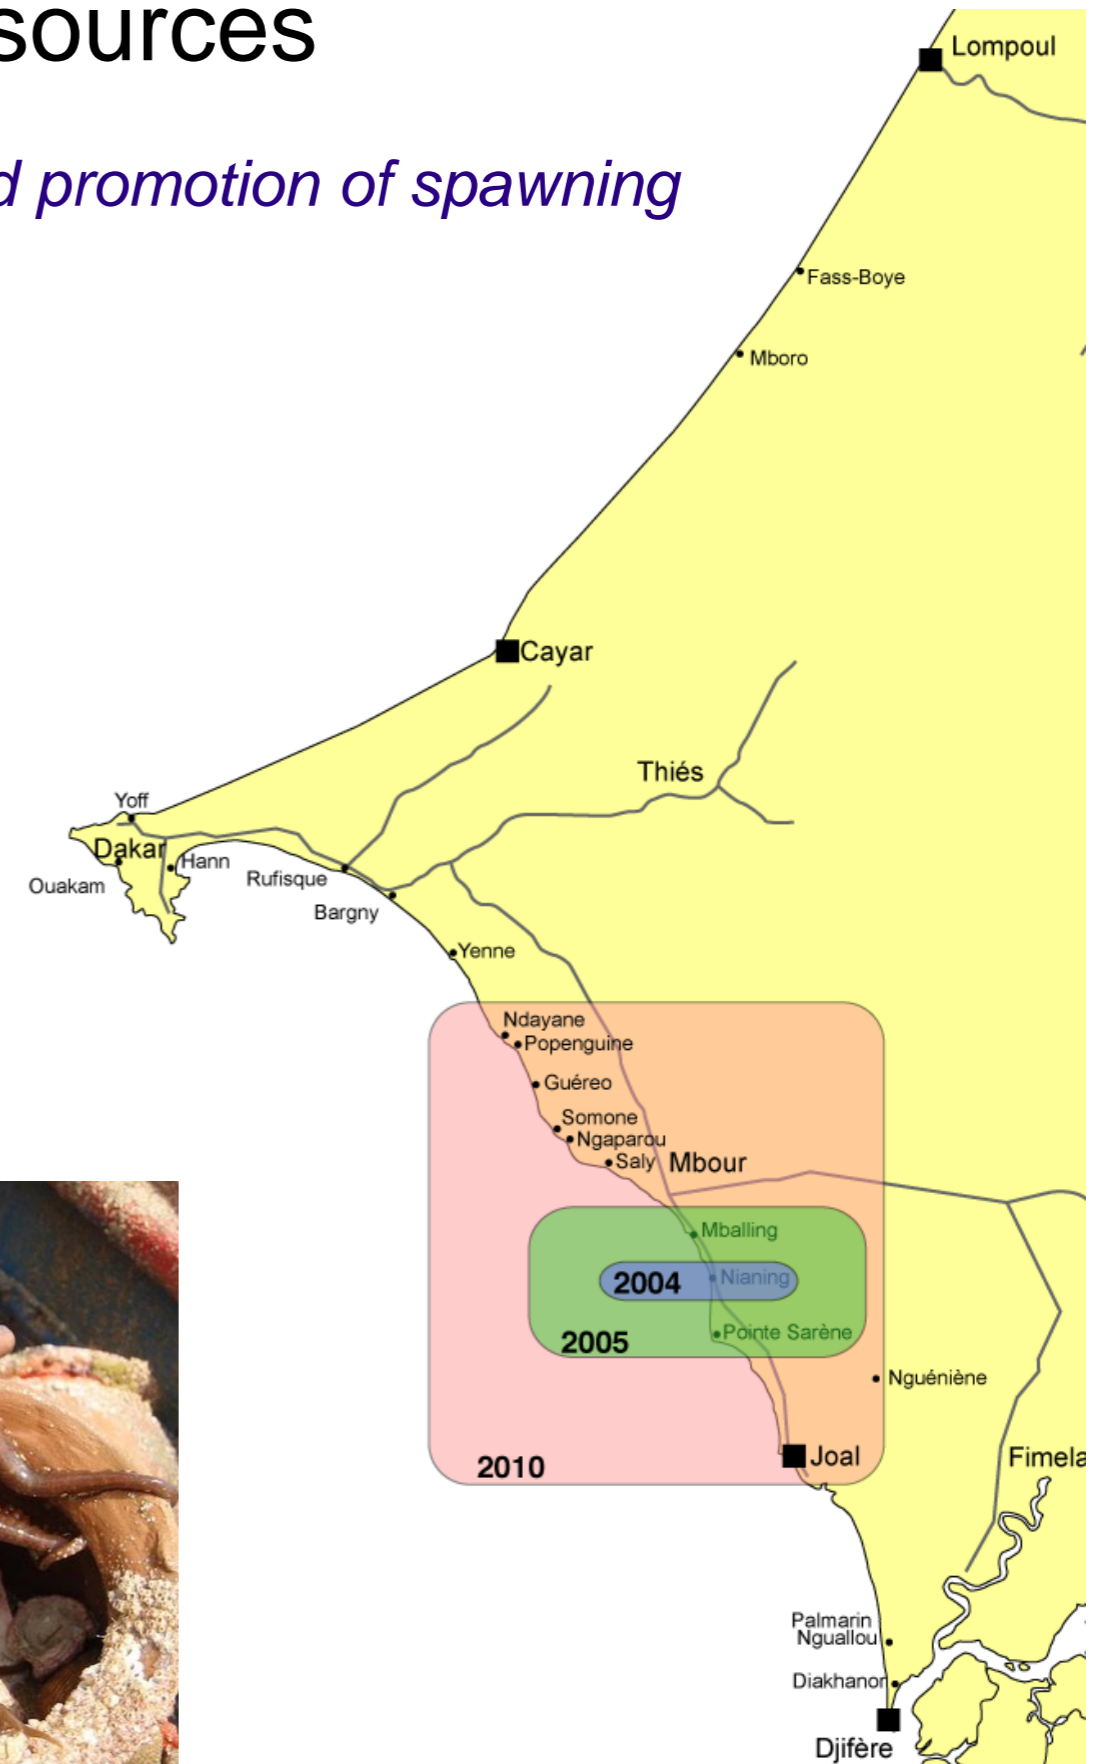 sources
d promotion of spawning
Lompoul
Fass-Boye
Mboro
Cayar
Thiés
Yoff
Dakar
Hann
Ouakam
Rufisque
Bargny
Yenne
Ndayane
Popenguine
Guéreo
Somone
Ngaparou
Saly
Mbour
Mballing
2004
Nianing
Pointe Sarène
2005
Nguéniène
2010
Joal
Fimela
Palmarin
Nguallou
Diakhanor
Djifère